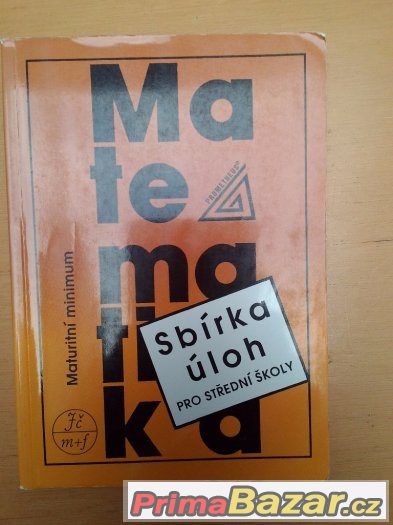 Ma
te
PROMETHEUS
ma
ti
ka
Maturitní minimum
Sbírka
úloh
PRO STŘEDNÍ ŠKOLY
JČ
m+f
PrimaBazar.cz